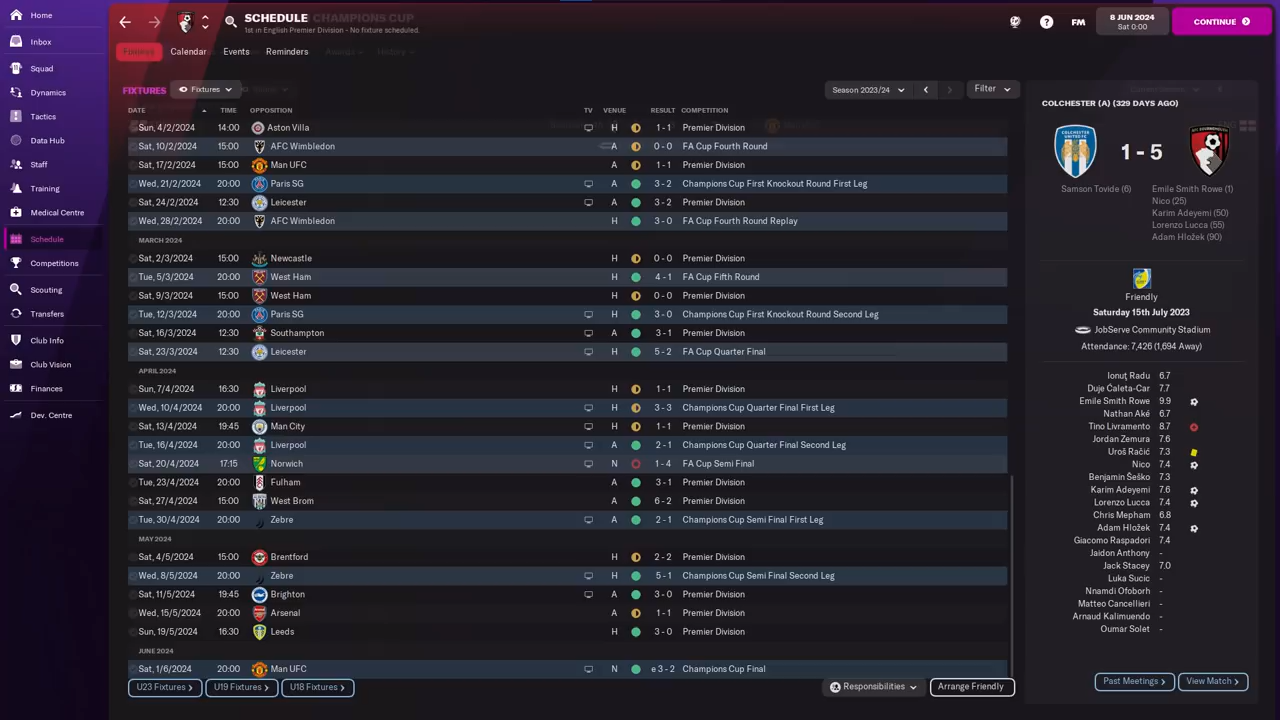 Home
Inbox
Squad
Dynamics
Tactics
Data Hub
Staff
Training
Medical Centre
Schedule
Competitions
Scouting
Transfers
Club Info
Club Vision
Finances
Dev. Centre
SCHEDULE CHAMPIONS CUP
1st in English Premier Division - No fixture scheduled.
FM
8 JUN 2024
Sat 0:00
CONTINUE
Fixtures Calendar Events Reminders Awards History
FIXTURES Fixtures Season 2023/24 Filter
DATE TIME OPPOSITION TV VENUE RESULT COMPETITION
Sun, 4/2/2024 14:00 Aston Villa H 1 - 1 Premier Division
Sat, 10/2/2024 15:00 AFC Wimbledon A 0 - 0 FA Cup Fourth Round
Sat, 17/2/2024 15:00 Man UFC A 1 - 1 Premier Division
Wed, 21/2/2024 20:00 Paris SG A 3 - 2 Champions Cup First Knockout Round First Leg
Sat, 24/2/2024 12:30 Leicester A 3 - 2 Premier Division
Wed, 28/2/2024 20:00 AFC Wimbledon H 3 - 0 FA Cup Fourth Round Replay
MARCH 2024
Sat, 2/3/2024 15:00 Newcastle H 0 - 0 Premier Division
Tue, 5/3/2024 20:00 West Ham H 4 - 1 FA Cup Fifth Round
Sat, 9/3/2024 15:00 West Ham H 0 - 0 Premier Division
Tue, 12/3/2024 20:00 Paris SG H 3 - 0 Champions Cup First Knockout Round Second Leg
Sat, 16/3/2024 12:30 Southampton A 3 - 1 Premier Division
Sat, 23/3/2024 12:30 Leicester H 5 - 2 FA Cup Quarter Final
APRIL 2024
Sun, 7/4/2024 16:30 Liverpool H 1 - 1 Premier Division
Wed, 10/4/2024 20:00 Liverpool H 3 - 3 Champions Cup Quarter Final First Leg
Sat, 13/4/2024 19:45 Man City H 1 - 1 Premier Division
Tue, 16/4/2024 20:00 Liverpool A 2 - 1 Champions Cup Quarter Final Second Leg
Sat, 20/4/2024 17:15 Norwich N 1 - 4 FA Cup Semi Final
Tue, 23/4/2024 20:00 Fulham A 3 - 1 Premier Division
Sat, 27/4/2024 15:00 West Brom A 6 - 2 Premier Division
Tue, 30/4/2024 20:00 Zebre A 2 - 1 Champions Cup Semi Final First Leg
MAY 2024
Sat, 4/5/2024 15:00 Brentford H 2 - 2 Premier Division
Wed, 8/5/2024 20:00 Zebre H 5 - 1 Champions Cup Semi Final Second Leg
Sat, 11/5/2024 19:45 Brighton A 3 - 0 Premier Division
Wed, 15/5/2024 20:00 Arsenal A 1 - 1 Premier Division
Sun, 19/5/2024 16:30 Leeds H 3 - 0 Premier Division
JUNE 2024
Sat, 1/6/2024 20:00 Man UFC N e 3 - 2 Champions Cup Final
U23 Fixtures U19 Fixtures U18 Fixtures Responsibilities Arrange Friendly
COLCHESTER (A) (329 DAYS AGO)
1 - 5
Samson Tovide (6) Emile Smith Rowe (1)
Nico (25)
Karim Adeyemi (50)
Lorenzo Lucca (55)
Adam Hložek (90)
Friendly
Saturday 15th July 2023
JobServe Community Stadium
Attendance: 7,426 (1,694 Away)
Ionuț Radu 6.7
Duje Ćaleta-Car 7.7
Emile Smith Rowe 9.9
Nathan Aké 6.7
Tino Livramento 8.7
Jordan Zemura 7.6
Uroš Račić 7.3
Nico 7.4
Benjamin Šeško 7.3
Karim Adeyemi 7.6
Lorenzo Lucca 7.4
Chris Mepham 6.8
Adam Hložek 7.4
Giacomo Raspadori 7.4
Jaidon Anthony -
Jack Stacey 7.0
Luka Sucic -
Nnamdi Ofoborh -
Matteo Cancellieri -
Arnaud Kalimuendo -
Oumar Solet -
Past Meetings View Match